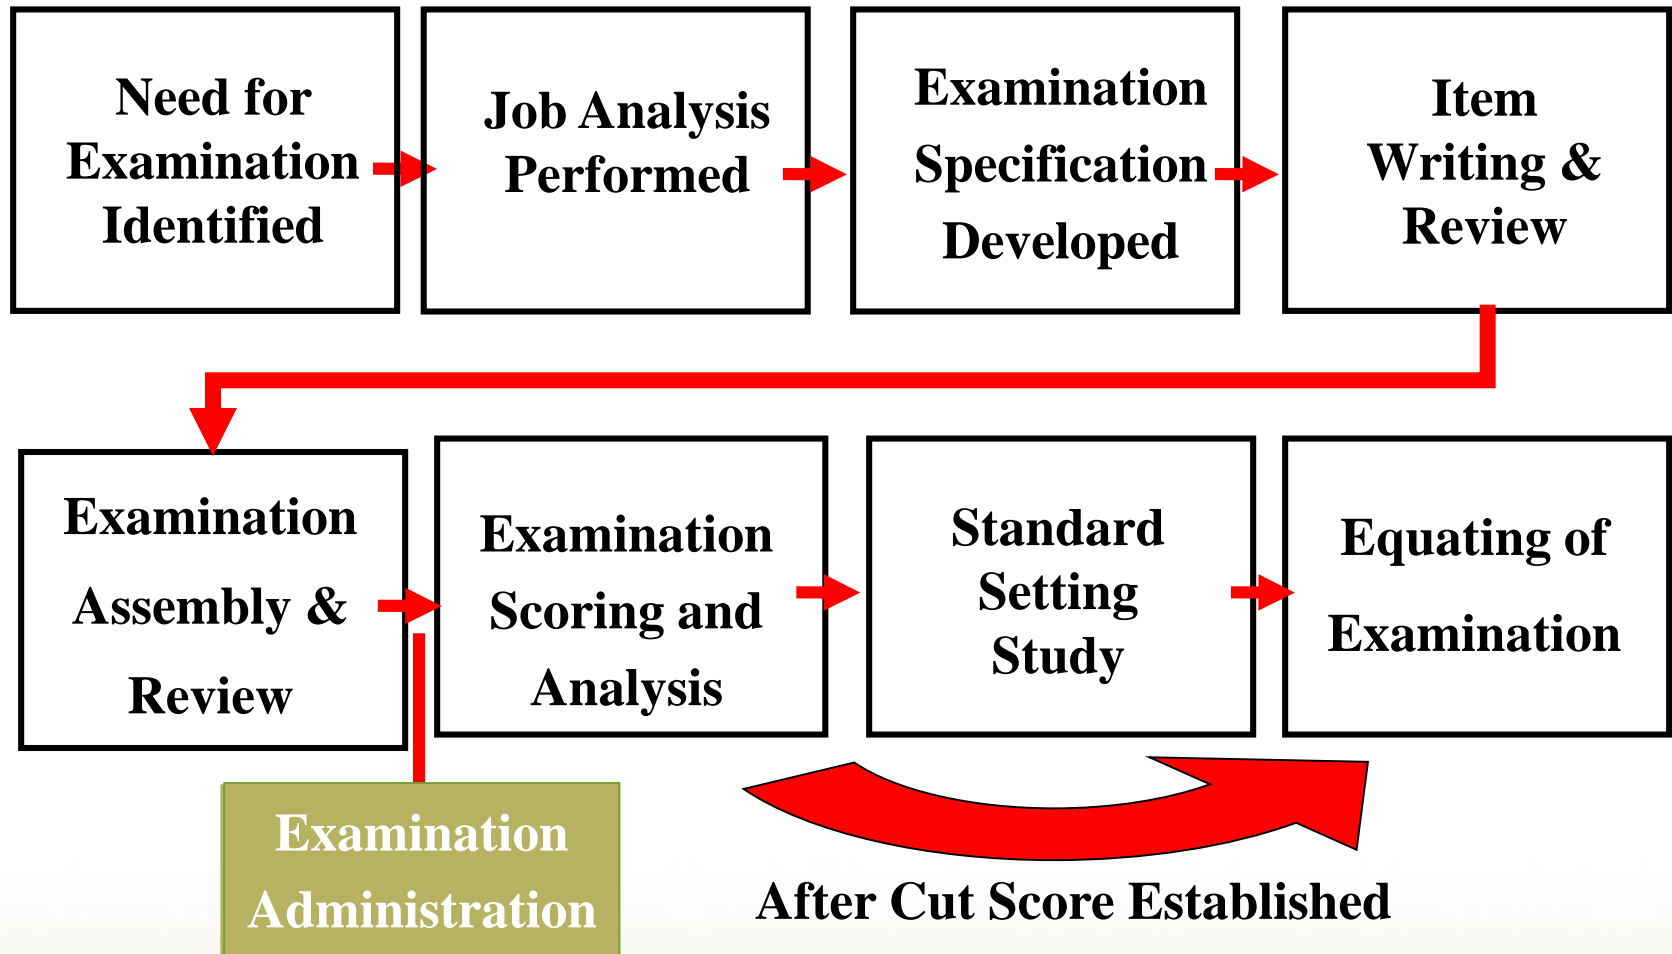 Need for
Examination
Identified
Job Analysis
Performed
Examination
Specification
Developed
Item
Writing &
Review
Examination
Assembly &
Review
Examination
Scoring and
Analysis
Standard
Setting
Study
Equating of
Examination
Examination
Administration
After Cut Score Established